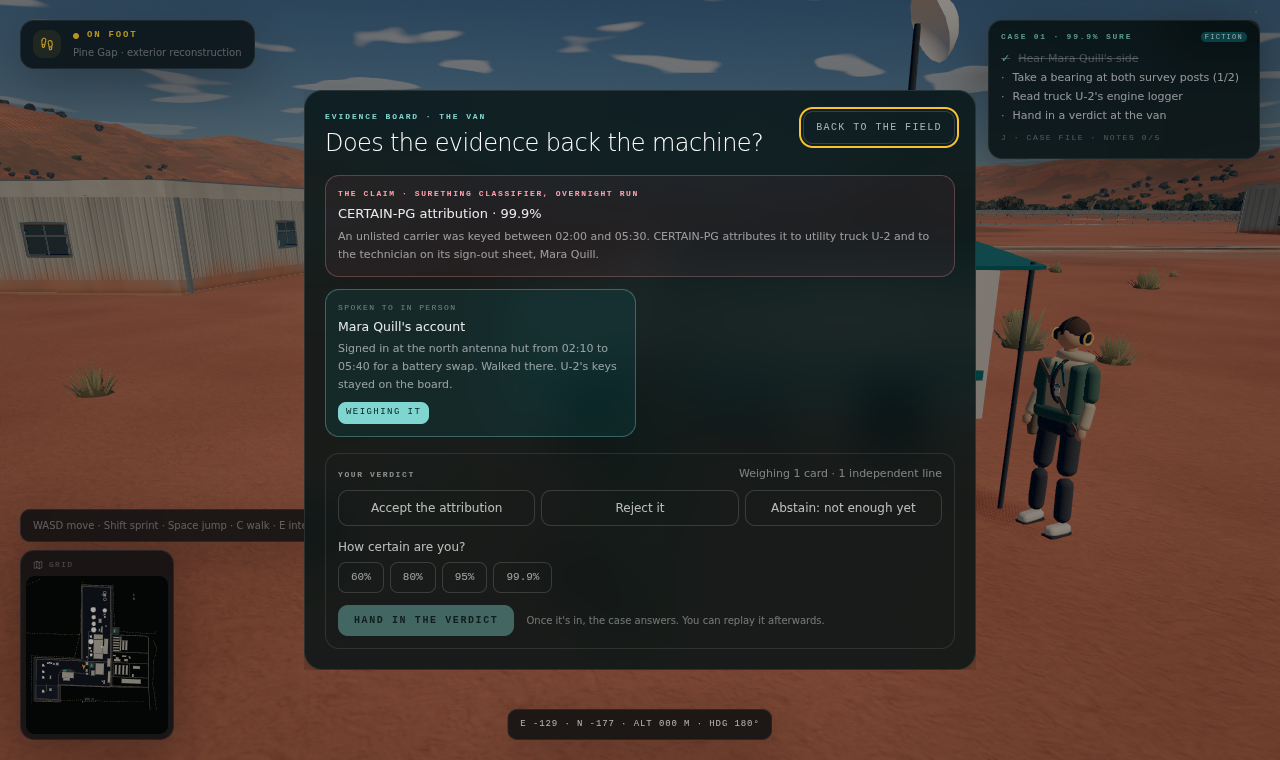 ON FOOT
Pine Gap · exterior reconstruction
CASE 01 · 99.9% SURE
FICTION
✓ Hear Mara Quill's side
· Take a bearing at both survey posts (1/2)
· Read truck U-2's engine logger
· Hand in a verdict at the van
J · CASE FILE · NOTES 0/5
EVIDENCE BOARD · THE VAN
Does the evidence back the machine?
BACK TO THE FIELD
THE CLAIM · SURETHING CLASSIFIER, OVERNIGHT RUN
CERTAIN-PG attribution · 99.9%
An unlisted carrier was keyed between 02:00 and 05:30. CERTAIN-PG attributes it to utility truck U-2 and to
the technician on its sign-out sheet, Mara Quill.
SPOKEN TO IN PERSON
Mara Quill's account
Signed in at the north antenna hut from 02:10 to
05:40 for a battery swap. Walked there. U-2's keys
stayed on the board.
WEIGHING IT
YOUR VERDICT
Weighing 1 card · 1 independent line
Accept the attribution
Reject it
Abstain: not enough yet
How certain are you?
60%
80%
95%
99.9%
HAND IN THE VERDICT
Once it's in, the case answers. You can replay it afterwards.
WASD move · Shift sprint · Space jump · C walk · E
GRID
E -129 · N -177 · ALT 000 M · HDG 180°